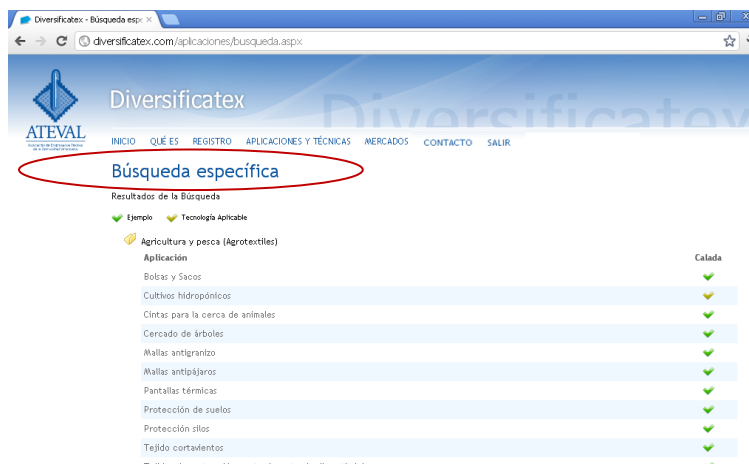 Diversificatex - Búsqueda espe
diversificatex.com/aplicaciones/busqueda.aspx
Diversificatex
Diversificatex
ATEVAL
INICIO QUÉ ES REGISTRO APLICACIONES Y TÉCNICAS MERCADOS CONTACTO SALIR
Búsqueda específica
Resultados de la Búsqueda
Ejemplo Tecnología Aplicable
Agricultura y pesca (Agrotextiles)
Aplicación Calada
Bolsas y Sacos
Cultivos hidropónicos
Cintas para la cerca de animales
Cercado de árboles
Mallas antigranizo
Mallas antipájaros
Pantallas térmicas
Protección de suelos
Protección silos
Tejido cortavientos